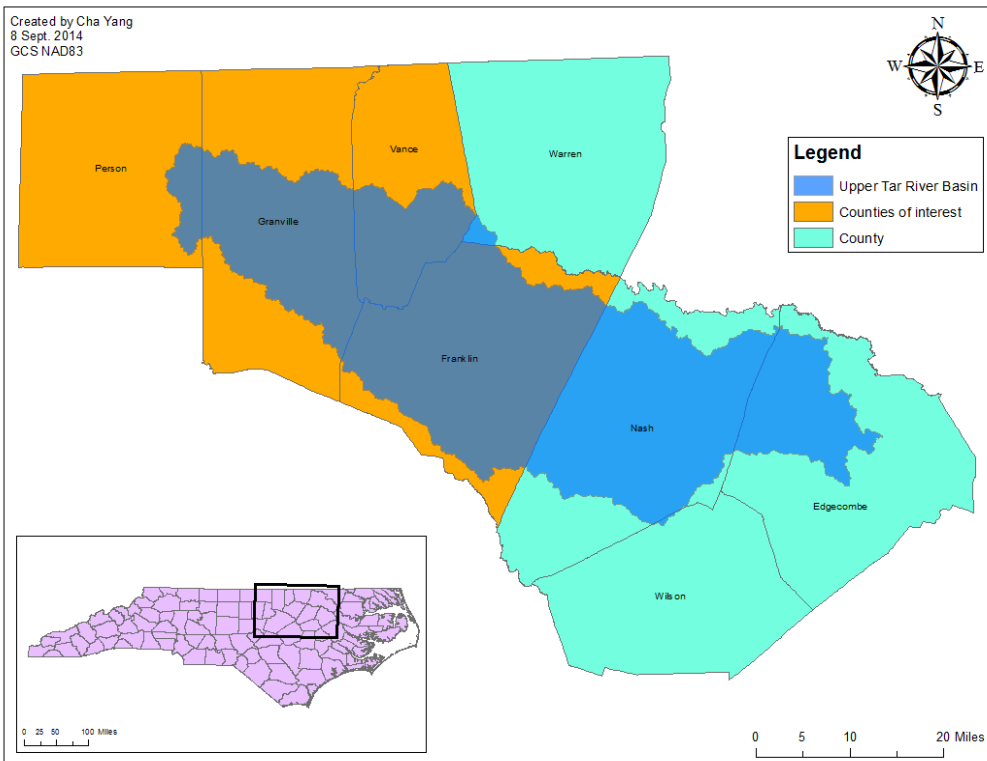 Created by Cha Yang
8 Sept. 2014
GCS NAD83
N
W E
S
Legend
Upper Tar River Basin
Counties of interest
County
Person
Vance
Warren
Granville
Franklin
Nash
Edgecombe
Wilson
0 25 50 100 Miles
0 5 10 20 Miles